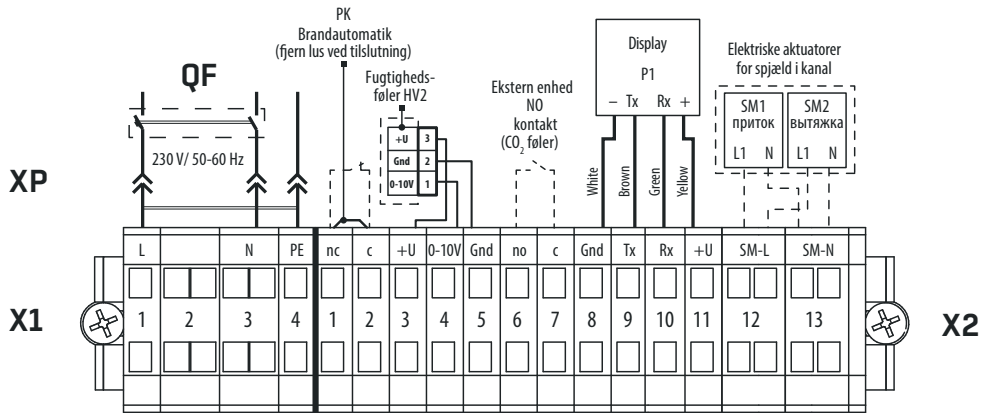 PK
Brandautomatik
(fjern lus ved tilslutning)
QF
Fugtigheds-
føler HV2
Ekstern enhed
NO
kontakt
(CO2 føler)
Display
P1
– Tx Rx +
Elektriske aktuatorer
for spjæld i kanal
SM1
приток
L1 N
SM2
вытяжка
L1 N
230 V/ 50-60 Hz
+U 3
Gnd 2
0-10V 1
White
Brown
Green
Yellow
XP
L N PE nc c +U 0-10V Gnd no c Gnd Tx Rx +U SM-L SM-N
X1
1 2 3 4 1 2 3 4 5 6 7 8 9 10 11 12 13
X2